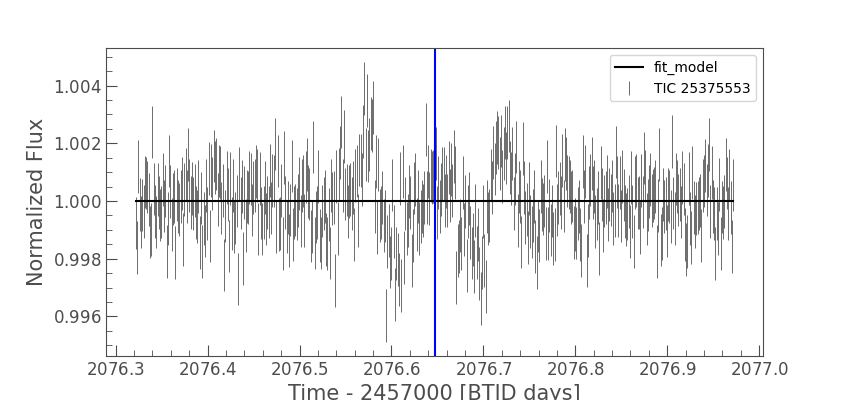 fit_model
TIC 25375553
1.004
1.002
1.000
0.998
0.996
Normalized Flux
2076.3 2076.4 2076.5 2076.6 2076.7 2076.8 2076.9 2077.0
Time - 2457000 [BTJD days]